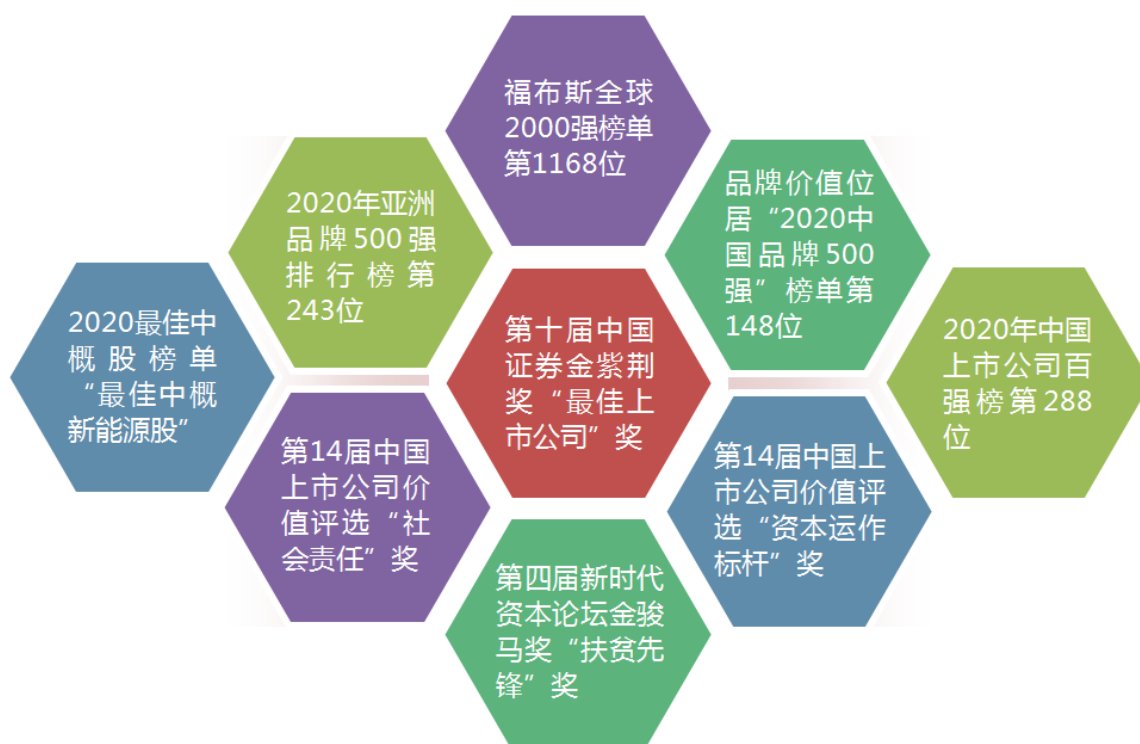 福布斯全球
2000强榜单
第1168位
2020年亚洲
品牌500强
排行榜第
243位
品牌价值位
居“2020中
国品牌500
强”榜单第
148位
2020最佳中
概股榜单
“最佳中概
新能源股”
第十届中国
证券金紫荆
奖“最佳上
市公司”奖
2020年中国
上市公司百
强榜第288
位
第14届中国
上市公司价
值评选“社
会责任”奖
第14届中国上
市公司价值评
选“资本运作
标杆”奖
第四届新时代
资本论坛金骏
马奖“扶贫先
锋”奖